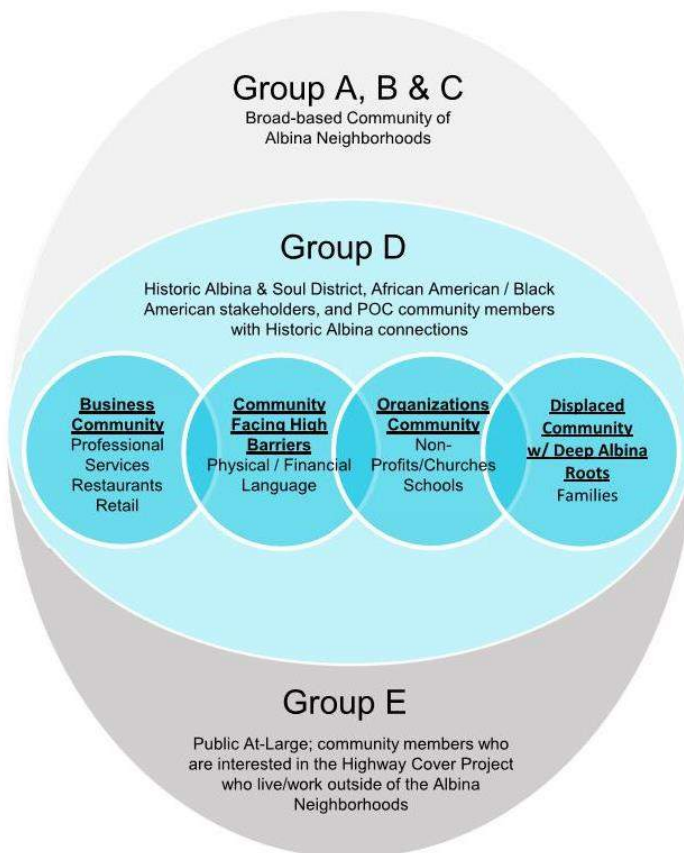 Group A, B & C
Broad-based Community of
Albina Neighborhoods
Group D
Historic Albina & Soul District, African American / Black
American stakeholders, and POC community members
with Historic Albina connections
Business
Community
Professional
Services
Restaurants
Retail
Community
Facing High
Barriers
Physical / Financial
Language
Organizations
Community
Non-
Profits/Churches
Schools
Displaced
Community
w/ Deep Albina
Roots
Families
Group E
Public At-Large; community members who
are interested in the Highway Cover Project
who live/work outside of the Albina
Neighborhoods